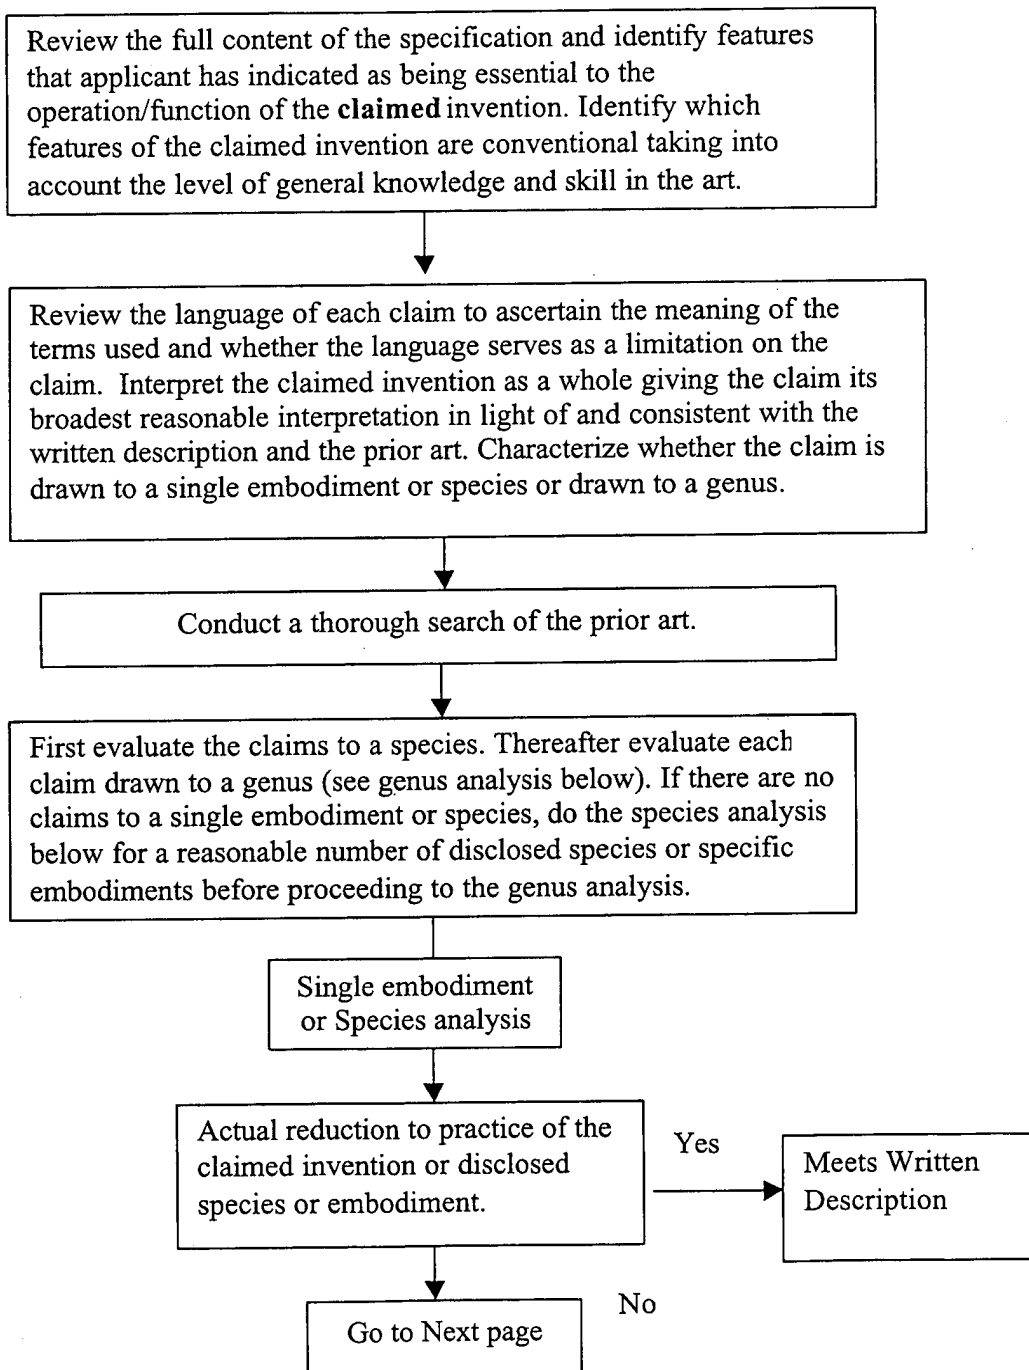 Review the full content of the specification and identify features
that applicant has indicated as being essential to the
operation/function of the claimed invention. Identify which
features of the claimed invention are conventional taking into
account the level of general knowledge and skill in the art.
Review the language of each claim to ascertain the meaning of the
terms used and whether the language serves as a limitation on the
claim. Interpret the claimed invention as a whole giving the claim its
broadest reasonable interpretation in light of and consistent with the
written description and the prior art. Characterize whether the claim is
drawn to a single embodiment or species or drawn to a genus.
Conduct a thorough search of the prior art.
First evaluate the claims to a species. Thereafter evaluate each
claim drawn to a genus (see genus analysis below). If there are no
claims to a single embodiment or species, do the species analysis
below for a reasonable number of disclosed species or specific
embodiments before proceeding to the genus analysis.
Single embodiment
or Species analysis
Actual reduction to practice of the
claimed invention or disclosed
species or embodiment.
Yes
Meets Written
Description
No
Go to Next page